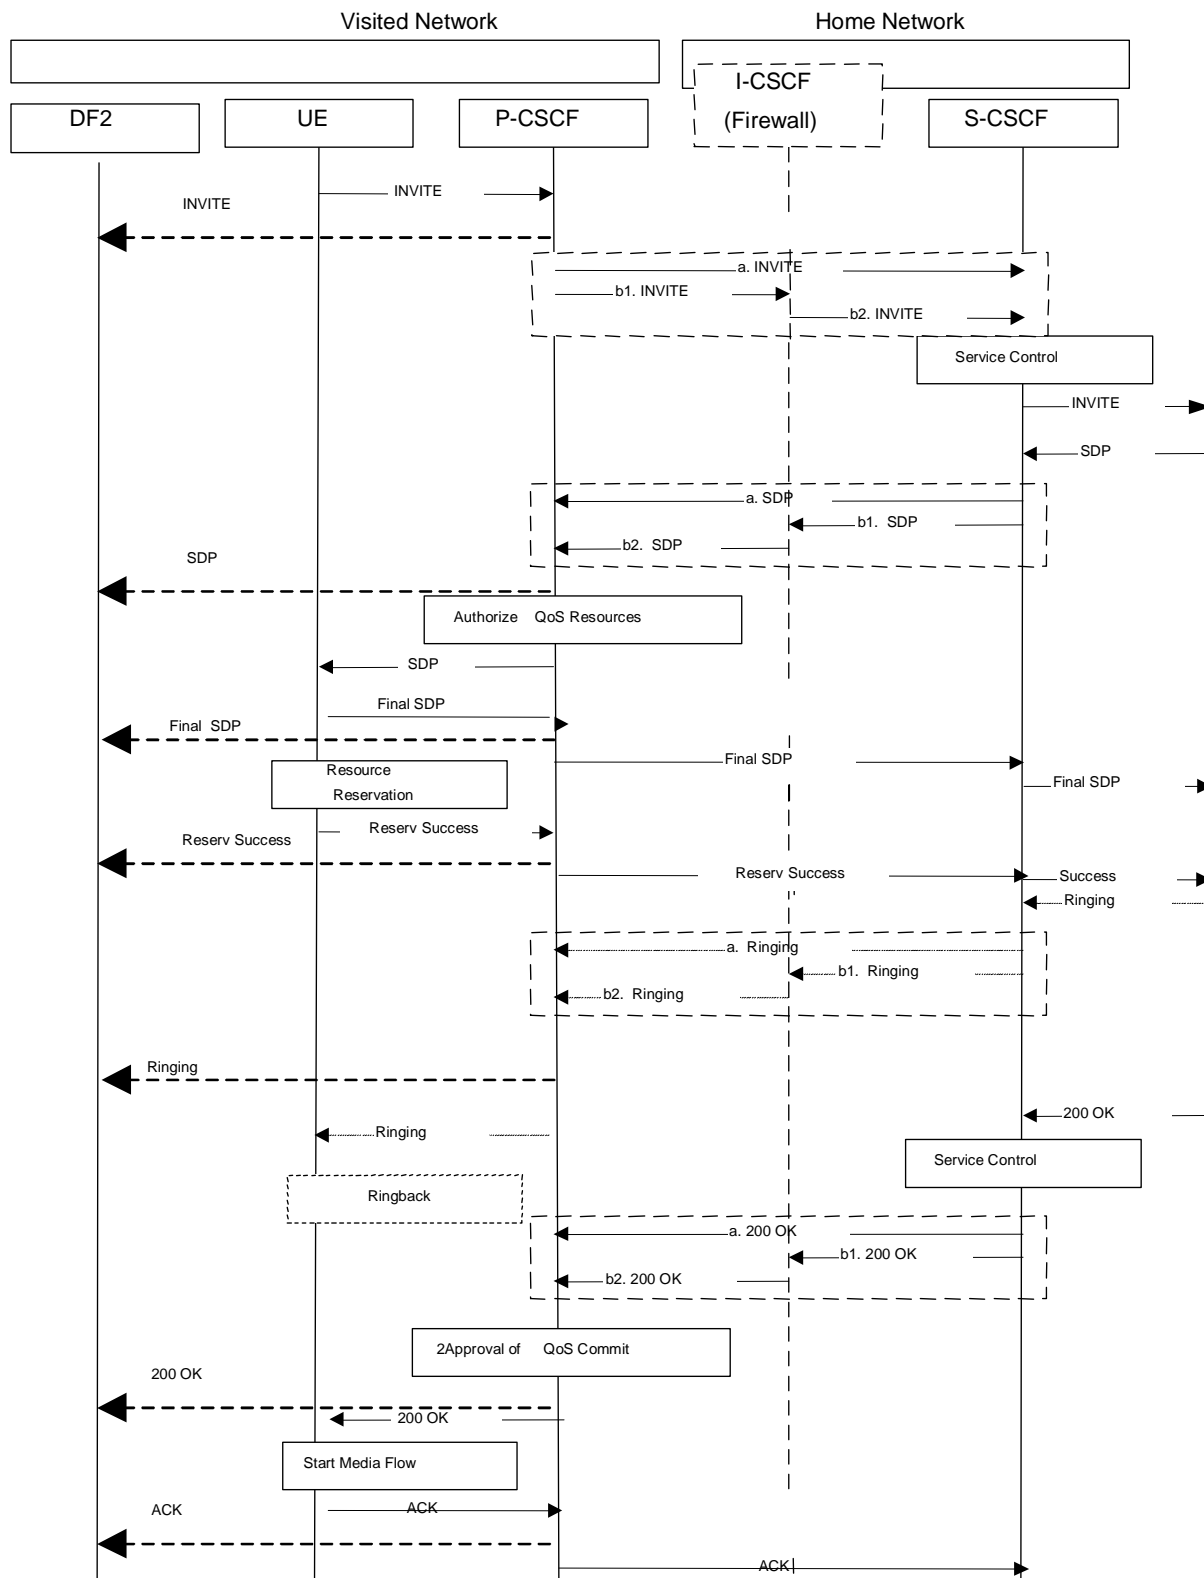 Visited Network
Home Network
I-CSCF
(Firewall)
DF2
UE
P-CSCF
S-CSCF
INVITE
INVITE
a. INVITE
b1. INVITE
b2. INVITE
Service Control
INVITE
SDP
a. SDP
b1. SDP
b2. SDP
SDP
Authorize QoS Resources
SDP
Final SDP
Final SDP
Final SDP
Resource
Reservation
Final SDP
Reserv Success
Reserv Success
Reserv Success
Success
Ringing
a. Ringing
b1. Ringing
b2. Ringing
Ringing
200 OK
Ringing
Service Control
Ringback
a. 200 OK
b1. 200 OK
b2. 200 OK
2Approval of QoS Commit
200 OK
200 OK
Start Media Flow
ACK
ACK
ACK